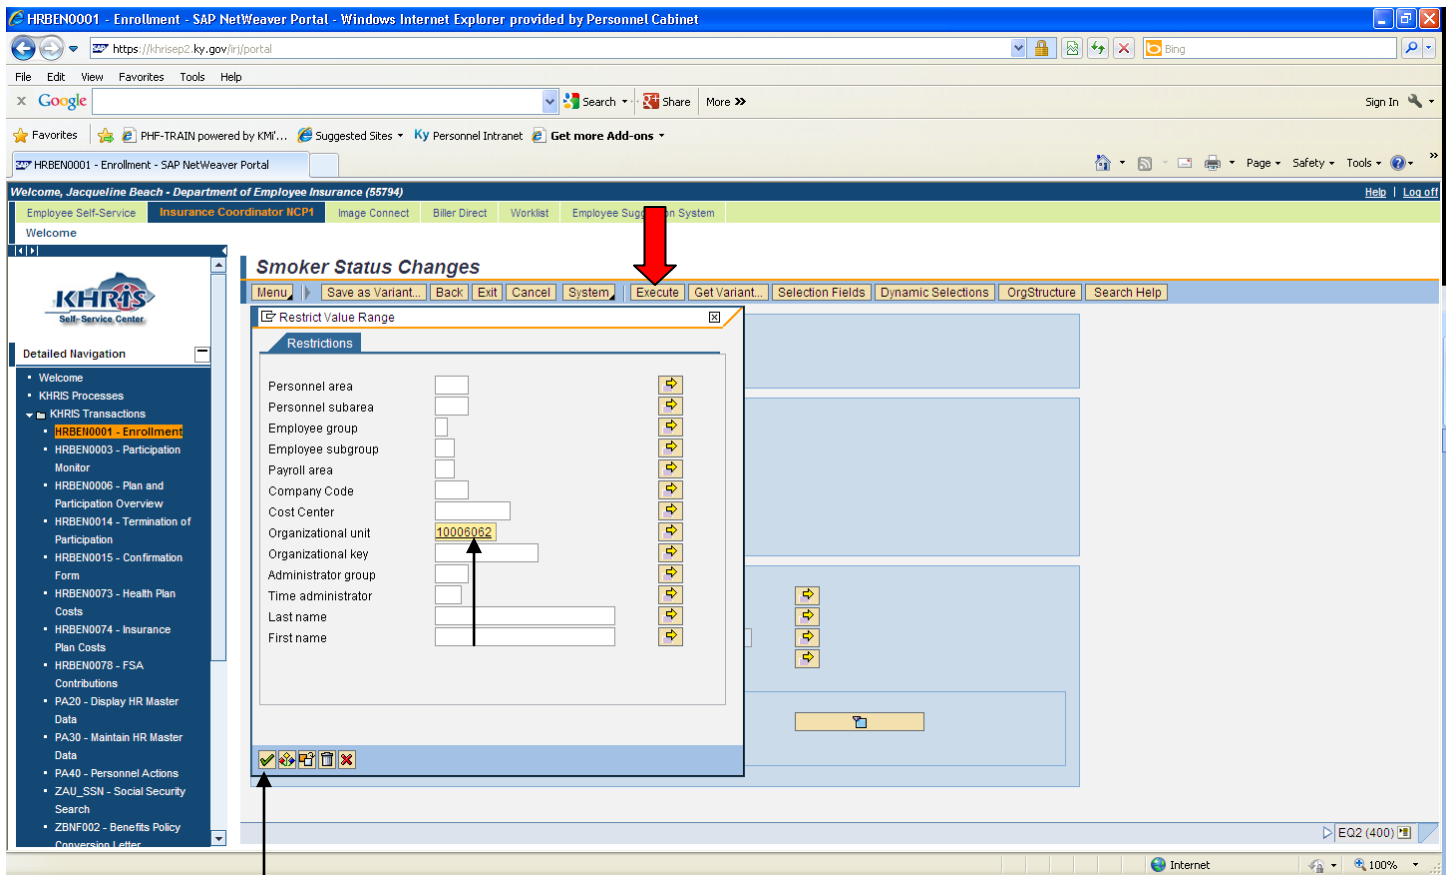 HRBEN0001 - Enrollment - SAP NetWeaver Portal - Windows Internet Explorer provided by Personnel Cabinet
https://khrisep2.ky.gov/irj/portal
Bing
File Edit View Favorites Tools Help
x Google Search Share More »
Sign In
Favorites PHF-TRAIN powered by KMi'... Suggested Sites Ky Personnel Intranet Get more Add-ons
HRBEN0001 - Enrollment - SAP NetWeaver Portal
Page Safety Tools »
Welcome, Jacqueline Beach - Department of Employee Insurance (55794)
Help | Log off
Employee Self-Service Insurance Coordinator NCP1 Image Connect Biller Direct Worklist Employee System
Welcome
KHRIS
Self-Service Center
Detailed Navigation
• Welcome
• KHRIS Processes
KHRIS Transactions
• HRBEN0001 - Enrollment
• HRBEN0003 - Participation
Monitor
• HRBEN0006 - Plan and
Participation Overview
• HRBEN0014 - Termination of
Participation
• HRBEN0015 - Confirmation
Form
• HRBEN0073 - Health Plan
Costs
• HRBEN0074 - Insurance
Plan Costs
• HRBEN0078 - FSA
Contributions
• PA20 - Display HR Master
Data
• PA30 - Maintain HR Master
Data
• PA40 - Personnel Actions
• ZAU_SSN - Social Security
Search
• ZBNF002 - Benefits Policy
Conversion Letter
Smoker Status Changes
Menu Save as Variant... Back Exit Cancel System Execute Get Variant... Selection Fields Dynamic Selections OrgStructure Search Help
Restrict Value Range
Restrictions
Personnel area
Personnel subarea
Employee group
Employee subgroup
Payroll area
Company Code
Cost Center
Organizational unit 10006062
Organizational key
Administrator group
Time administrator
Last name
First name
EQ2 (400)
Internet 100%